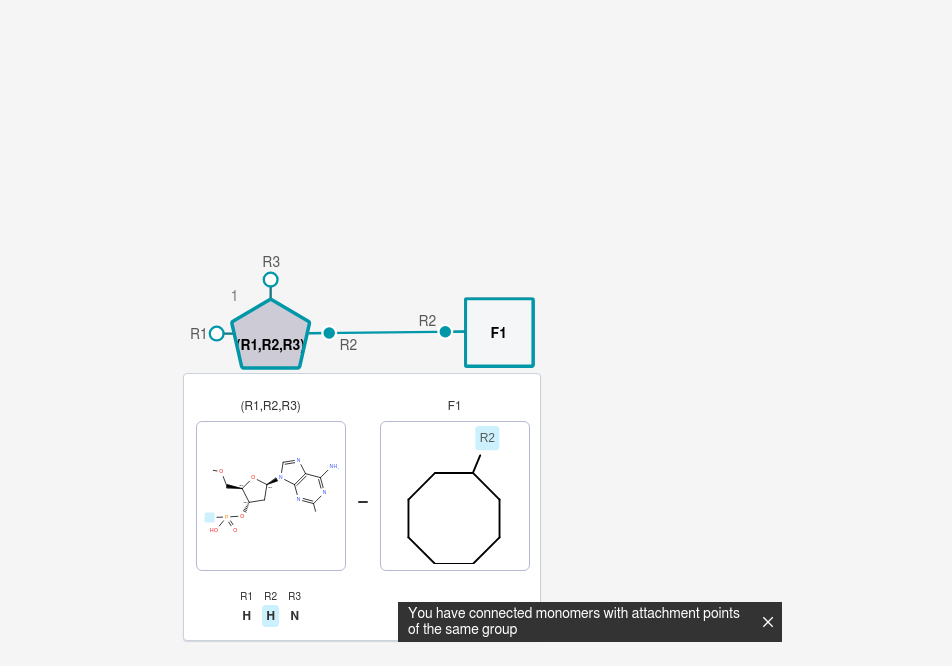 R3
1
R1
(R1,R2,R3)
R2
R2
F1
(R1,R2,R3)
F1
R2
O
O
N
N
NH
N
N
N
P
O
HO
O
R1 R2 R3
H H N
You have connected monomers with attachment points
of the same group